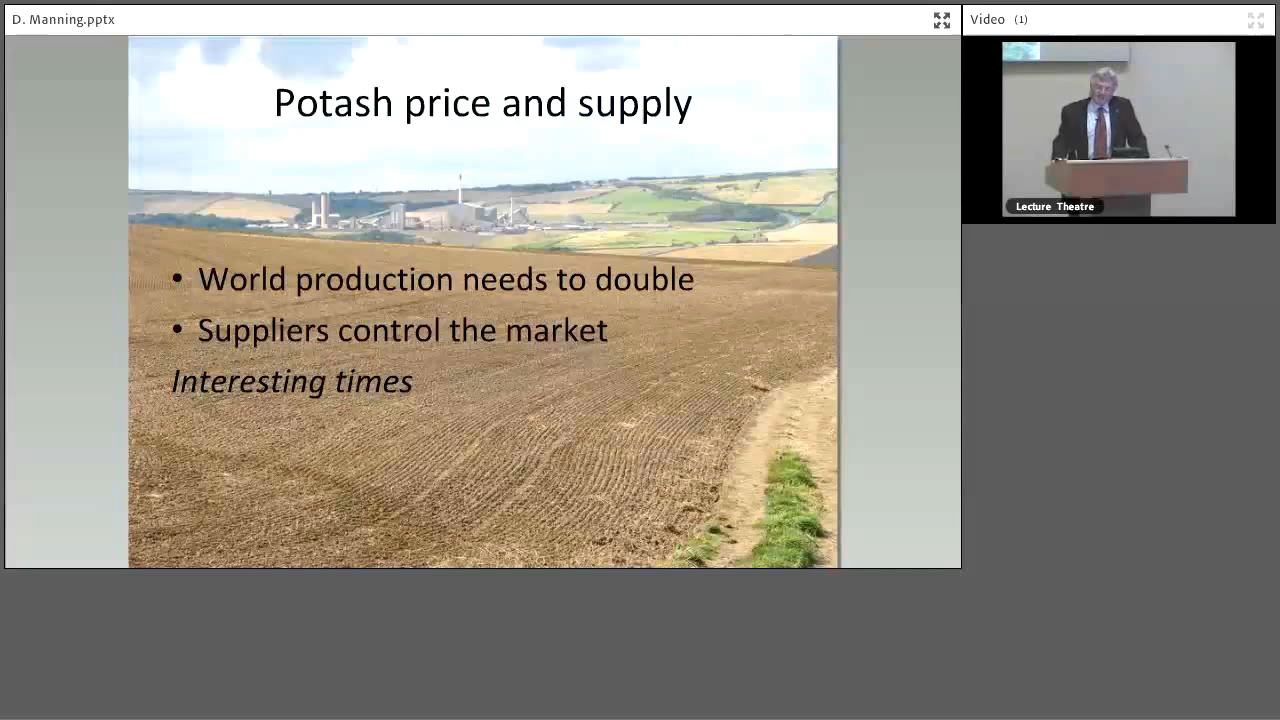 D. Manning.pptx
Video (1)
Potash price and supply
• World production needs to double
• Suppliers control the market
Interesting times
Lecture Theatre